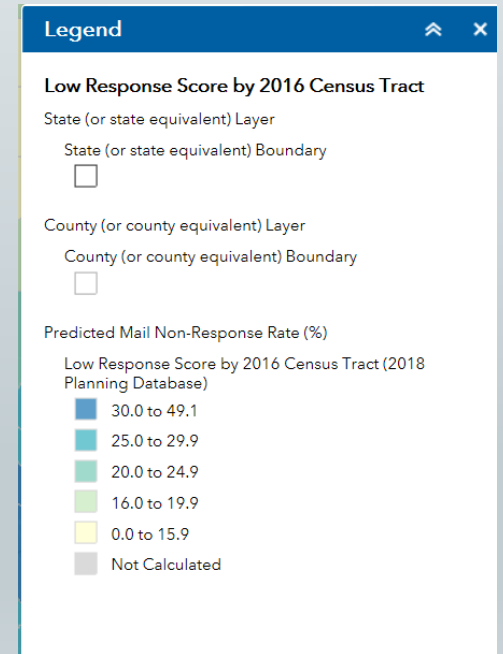 Legend
Low Response Score by 2016 Census Tract
State (or state equivalent) Layer
State (or state equivalent) Boundary
County (or county equivalent) Layer
County (or county equivalent) Boundary
Predicted Mail Non-Response Rate (%)
Low Response Score by 2016 Census Tract (2018
Planning Database)
30.0 to 49.1
25.0 to 29.9
20.0 to 24.9
16.0 to 19.9
0.0 to 15.9
Not Calculated